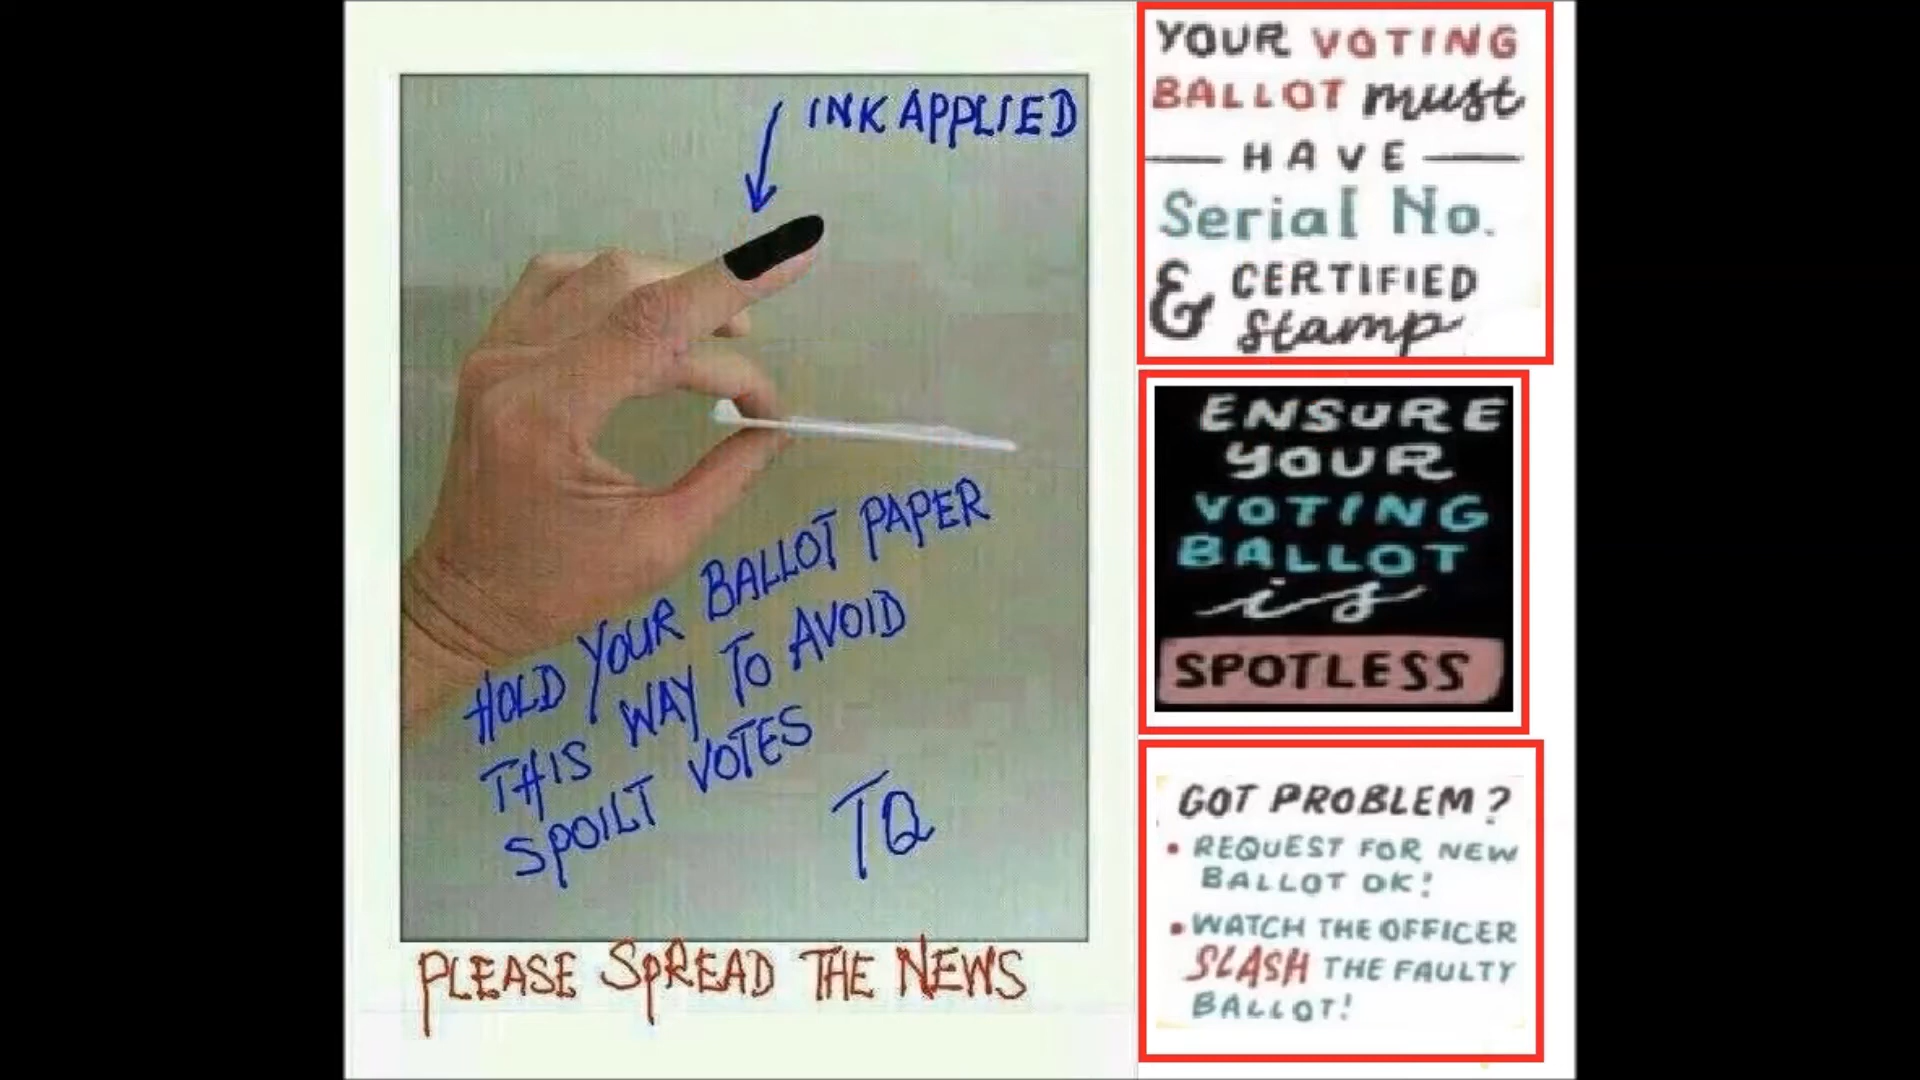 INK APPLIED
HOLD YOUR BALLOT PAPER
THIS WAY TO AVOID
SPOILT VOTES
TQ
PLEASE SPREAD THE NEWS
YOUR VOTING
BALLOT must
HAVE
Serial No.
& CERTIFIED
Stamp
ENSURE
YOUR
VOTING
BALLOT
is
SPOTLESS
GOT PROBLEM?
• REQUEST FOR NEW
BALLOT OK!
• WATCH THE OFFICER
SLASH THE FAULTY
BALLOT!